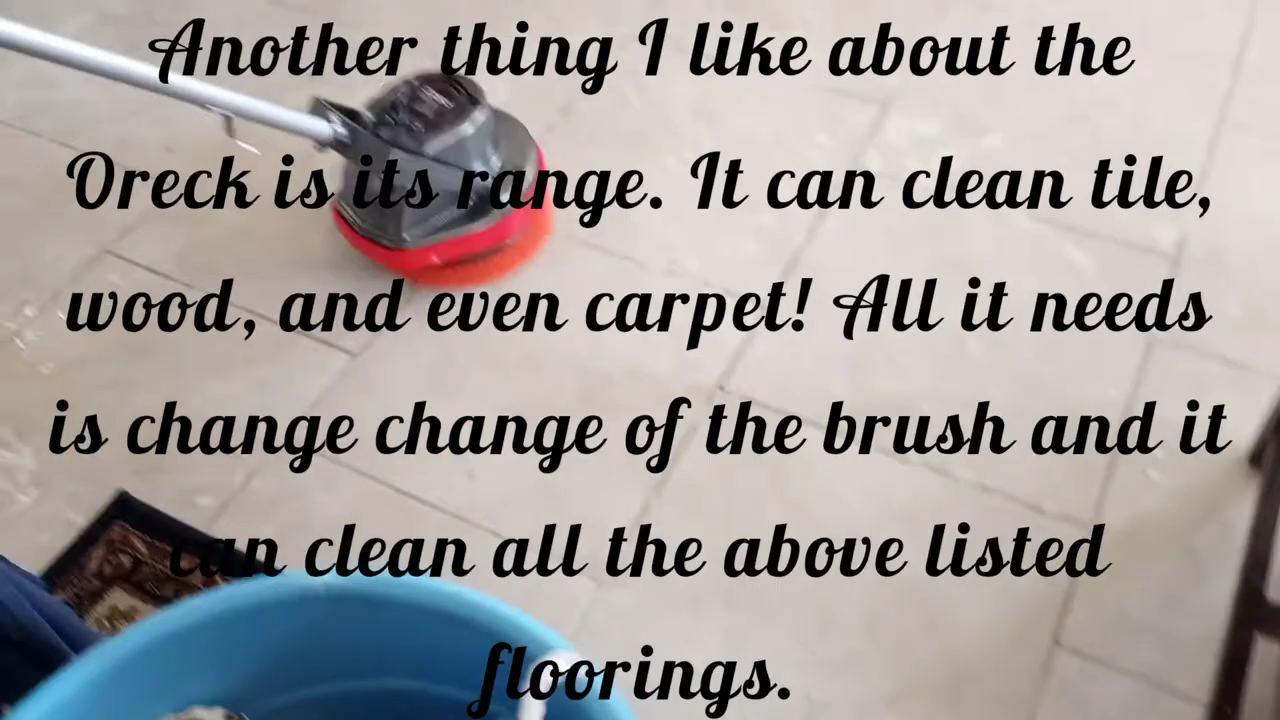 Another thing I like about the
Oreck is its range. It can clean tile,
wood, and even carpet! All it needs
is change change of the brush and it
can clean all the above listed
floorings.